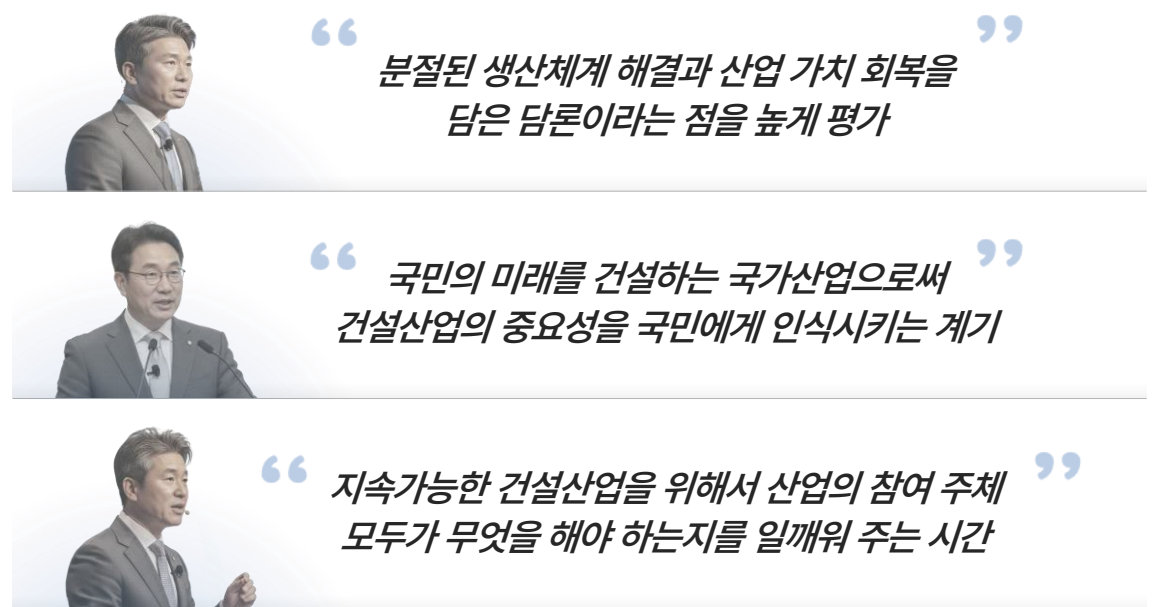 “ 분절된 생산체계 해결과 산업 가치 회복을 ”
담은 담론이라는 점을 높게 평가
“ 국민의 미래를 건설하는 국가산업으로써 ”
건설산업의 중요성을 국민에게 인식시키는 계기
“ 지속가능한 건설산업을 위해서 산업의 참여 주체 ”
모두가 무엇을 해야 하는지를 일깨워 주는 시간